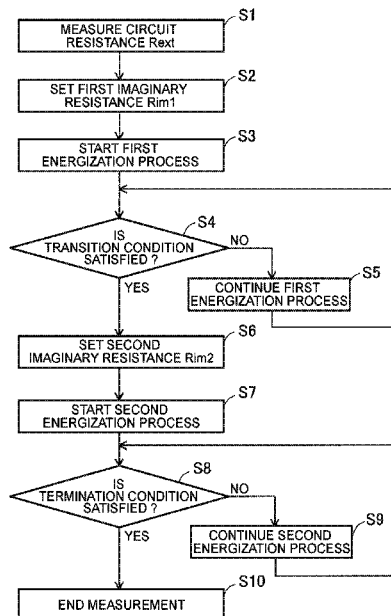 S1
MEASURE CIRCUIT
RESISTANCE Rext
S2
SET FIRST IMAGINARY
RESISTANCE Rim1
S3
START FIRST
ENERGIZATION PROCESS
S4
IS
TRANSITION CONDITION
SATISFIED ?
NO
YES
S5
CONTINUE FIRST
ENERGIZATION PROCESS
S6
SET SECOND
IMAGINARY RESISTANCE Rim2
S7
START SECOND
ENERGIZATION PROCESS
S8
IS
TERMINATION CONDITION
SATISFIED ?
NO
YES
S9
CONTINUE SECOND
ENERGIZATION PROCESS
S10
END MEASUREMENT